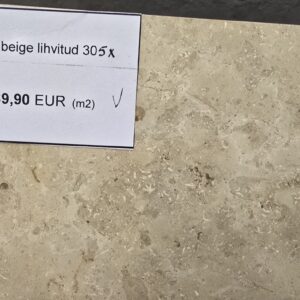 beige lihvitud 305x
9,90 EUR (m2) √